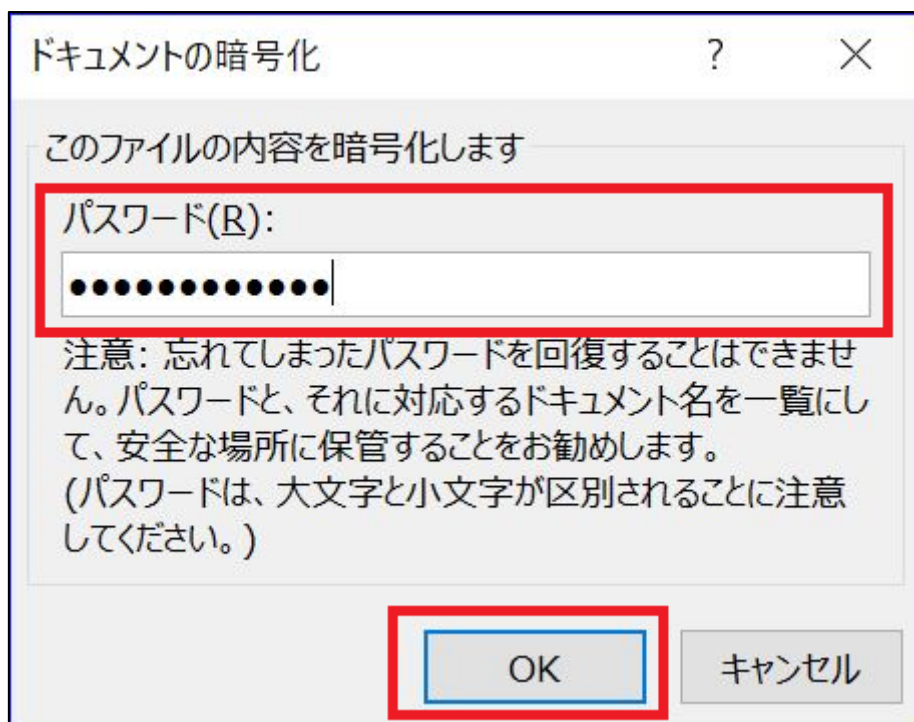 ドキュメントの暗号化 ?
このファイルの内容を暗号化します
パスワード(R):
●●●●●●●●●●●●
注意: 忘れてしまったパスワードを回復することはできませ
ん。パスワードと、それに対応するドキュメント名を一覧にし
て、安全な場所に保管することをお勧めします。
(パスワードは、大文字と小文字が区別されることに注意
してください。)
OK キャンセル